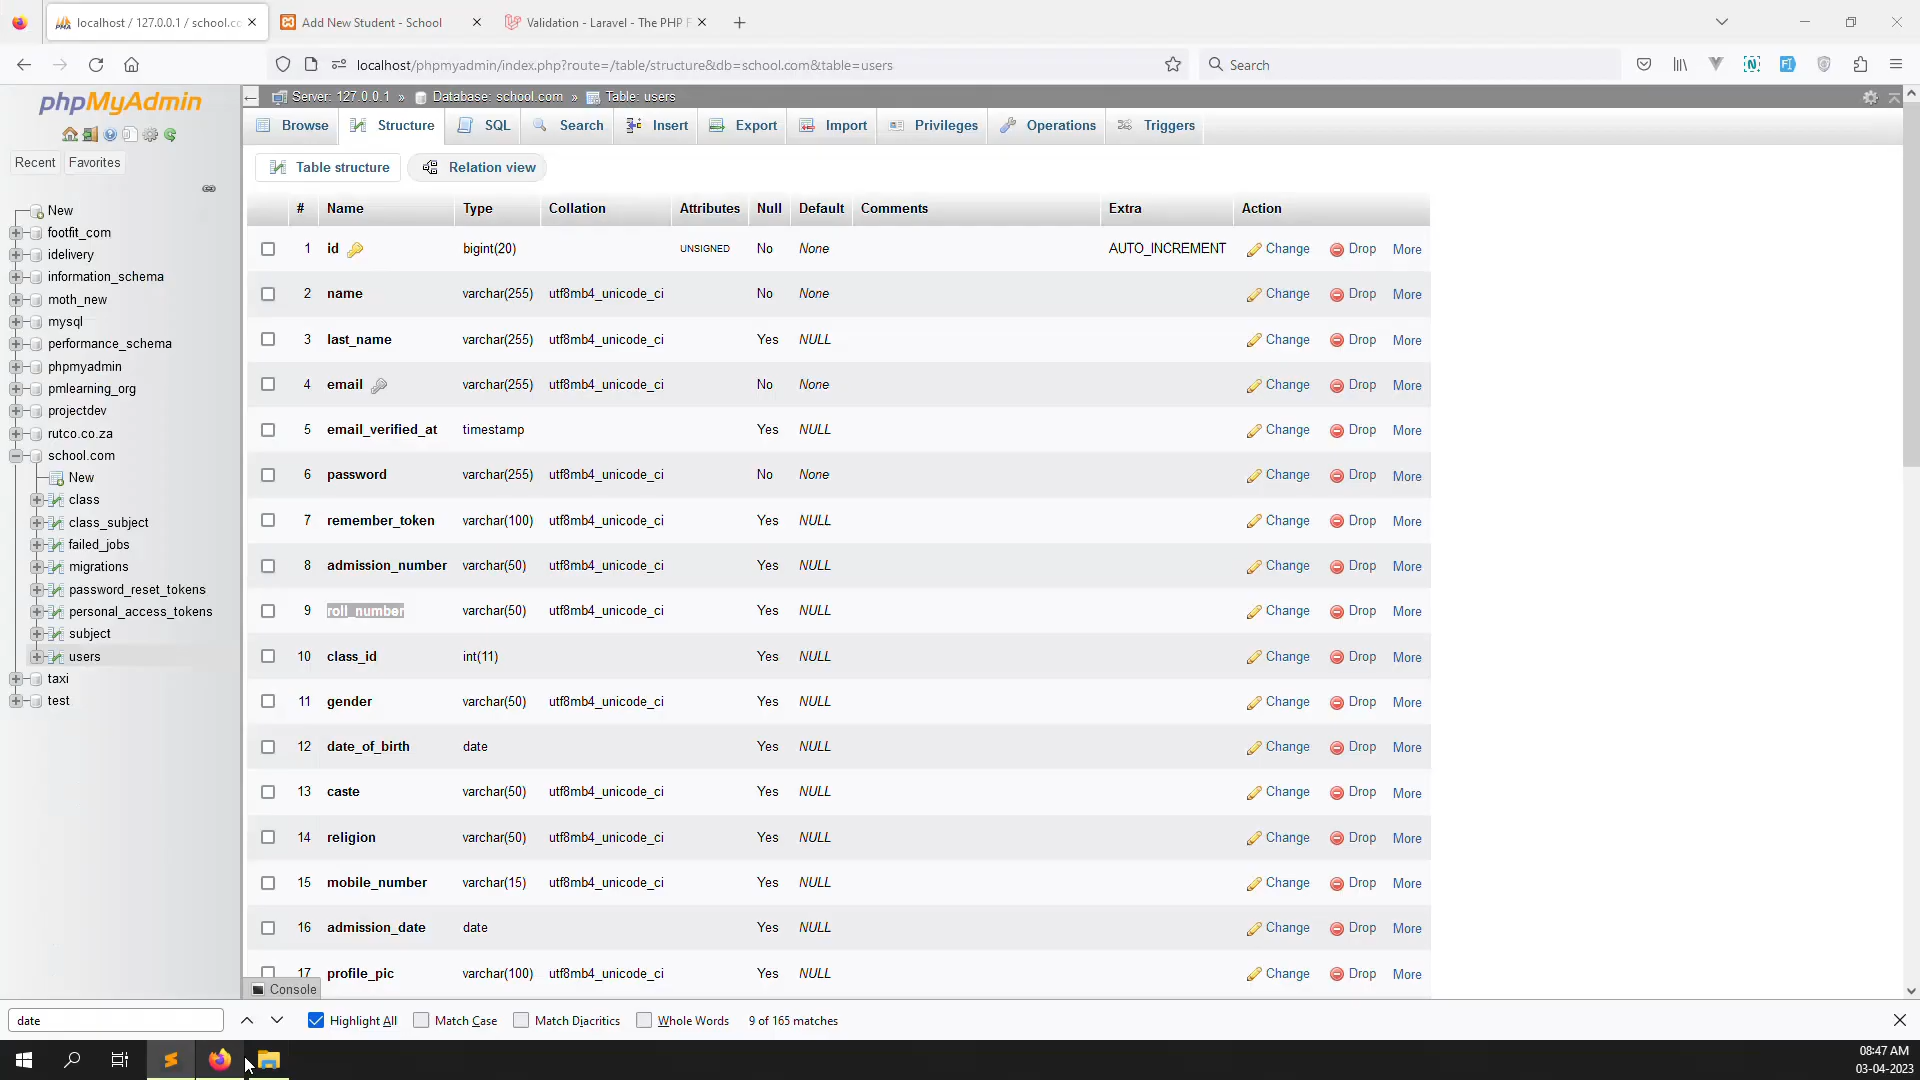 localhost / 127.0.0.1 / school.co
Add New Student - School
Validation - Laravel - The PHP F
localhost/phpmyadmin/index.php?route=/table/structure&db=school.com&table=users
Search
phpMyAdmin
Recent Favorites
New
footfit_com
idelivery
information_schema
moth_new
mysql
performance_schema
phpmyadmin
pmlearning_org
projectdev
rutco.co.za
school.com
New
class
class_subject
failed_jobs
migrations
password_reset_tokens
personal_access_tokens
subject
users
taxi
test
Server: 127.0.0.1 » Database: school.com » Table: users
Browse Structure SQL Search Insert Export Import Privileges Operations Triggers
Table structure Relation view
# Name Type Collation Attributes Null Default Comments Extra Action
1 id bigint(20) UNSIGNED No None AUTO_INCREMENT Change Drop More
2 name varchar(255) utf8mb4_unicode_ci No None Change Drop More
3 last_name varchar(255) utf8mb4_unicode_ci Yes NULL Change Drop More
4 email varchar(255) utf8mb4_unicode_ci No None Change Drop More
5 email_verified_at timestamp Yes NULL Change Drop More
6 password varchar(255) utf8mb4_unicode_ci No None Change Drop More
7 remember_token varchar(100) utf8mb4_unicode_ci Yes NULL Change Drop More
8 admission_number varchar(50) utf8mb4_unicode_ci Yes NULL Change Drop More
9 roll_number varchar(50) utf8mb4_unicode_ci Yes NULL Change Drop More
10 class_id int(11) Yes NULL Change Drop More
11 gender varchar(50) utf8mb4_unicode_ci Yes NULL Change Drop More
12 date_of_birth date Yes NULL Change Drop More
13 caste varchar(50) utf8mb4_unicode_ci Yes NULL Change Drop More
14 religion varchar(50) utf8mb4_unicode_ci Yes NULL Change Drop More
15 mobile_number varchar(15) utf8mb4_unicode_ci Yes NULL Change Drop More
16 admission_date date Yes NULL Change Drop More
17 profile_pic varchar(100) utf8mb4_unicode_ci Yes NULL Change Drop More
Console
date Highlight All Match Case Match Diacritics Whole Words 9 of 165 matches
08:47 AM
03-04-2023